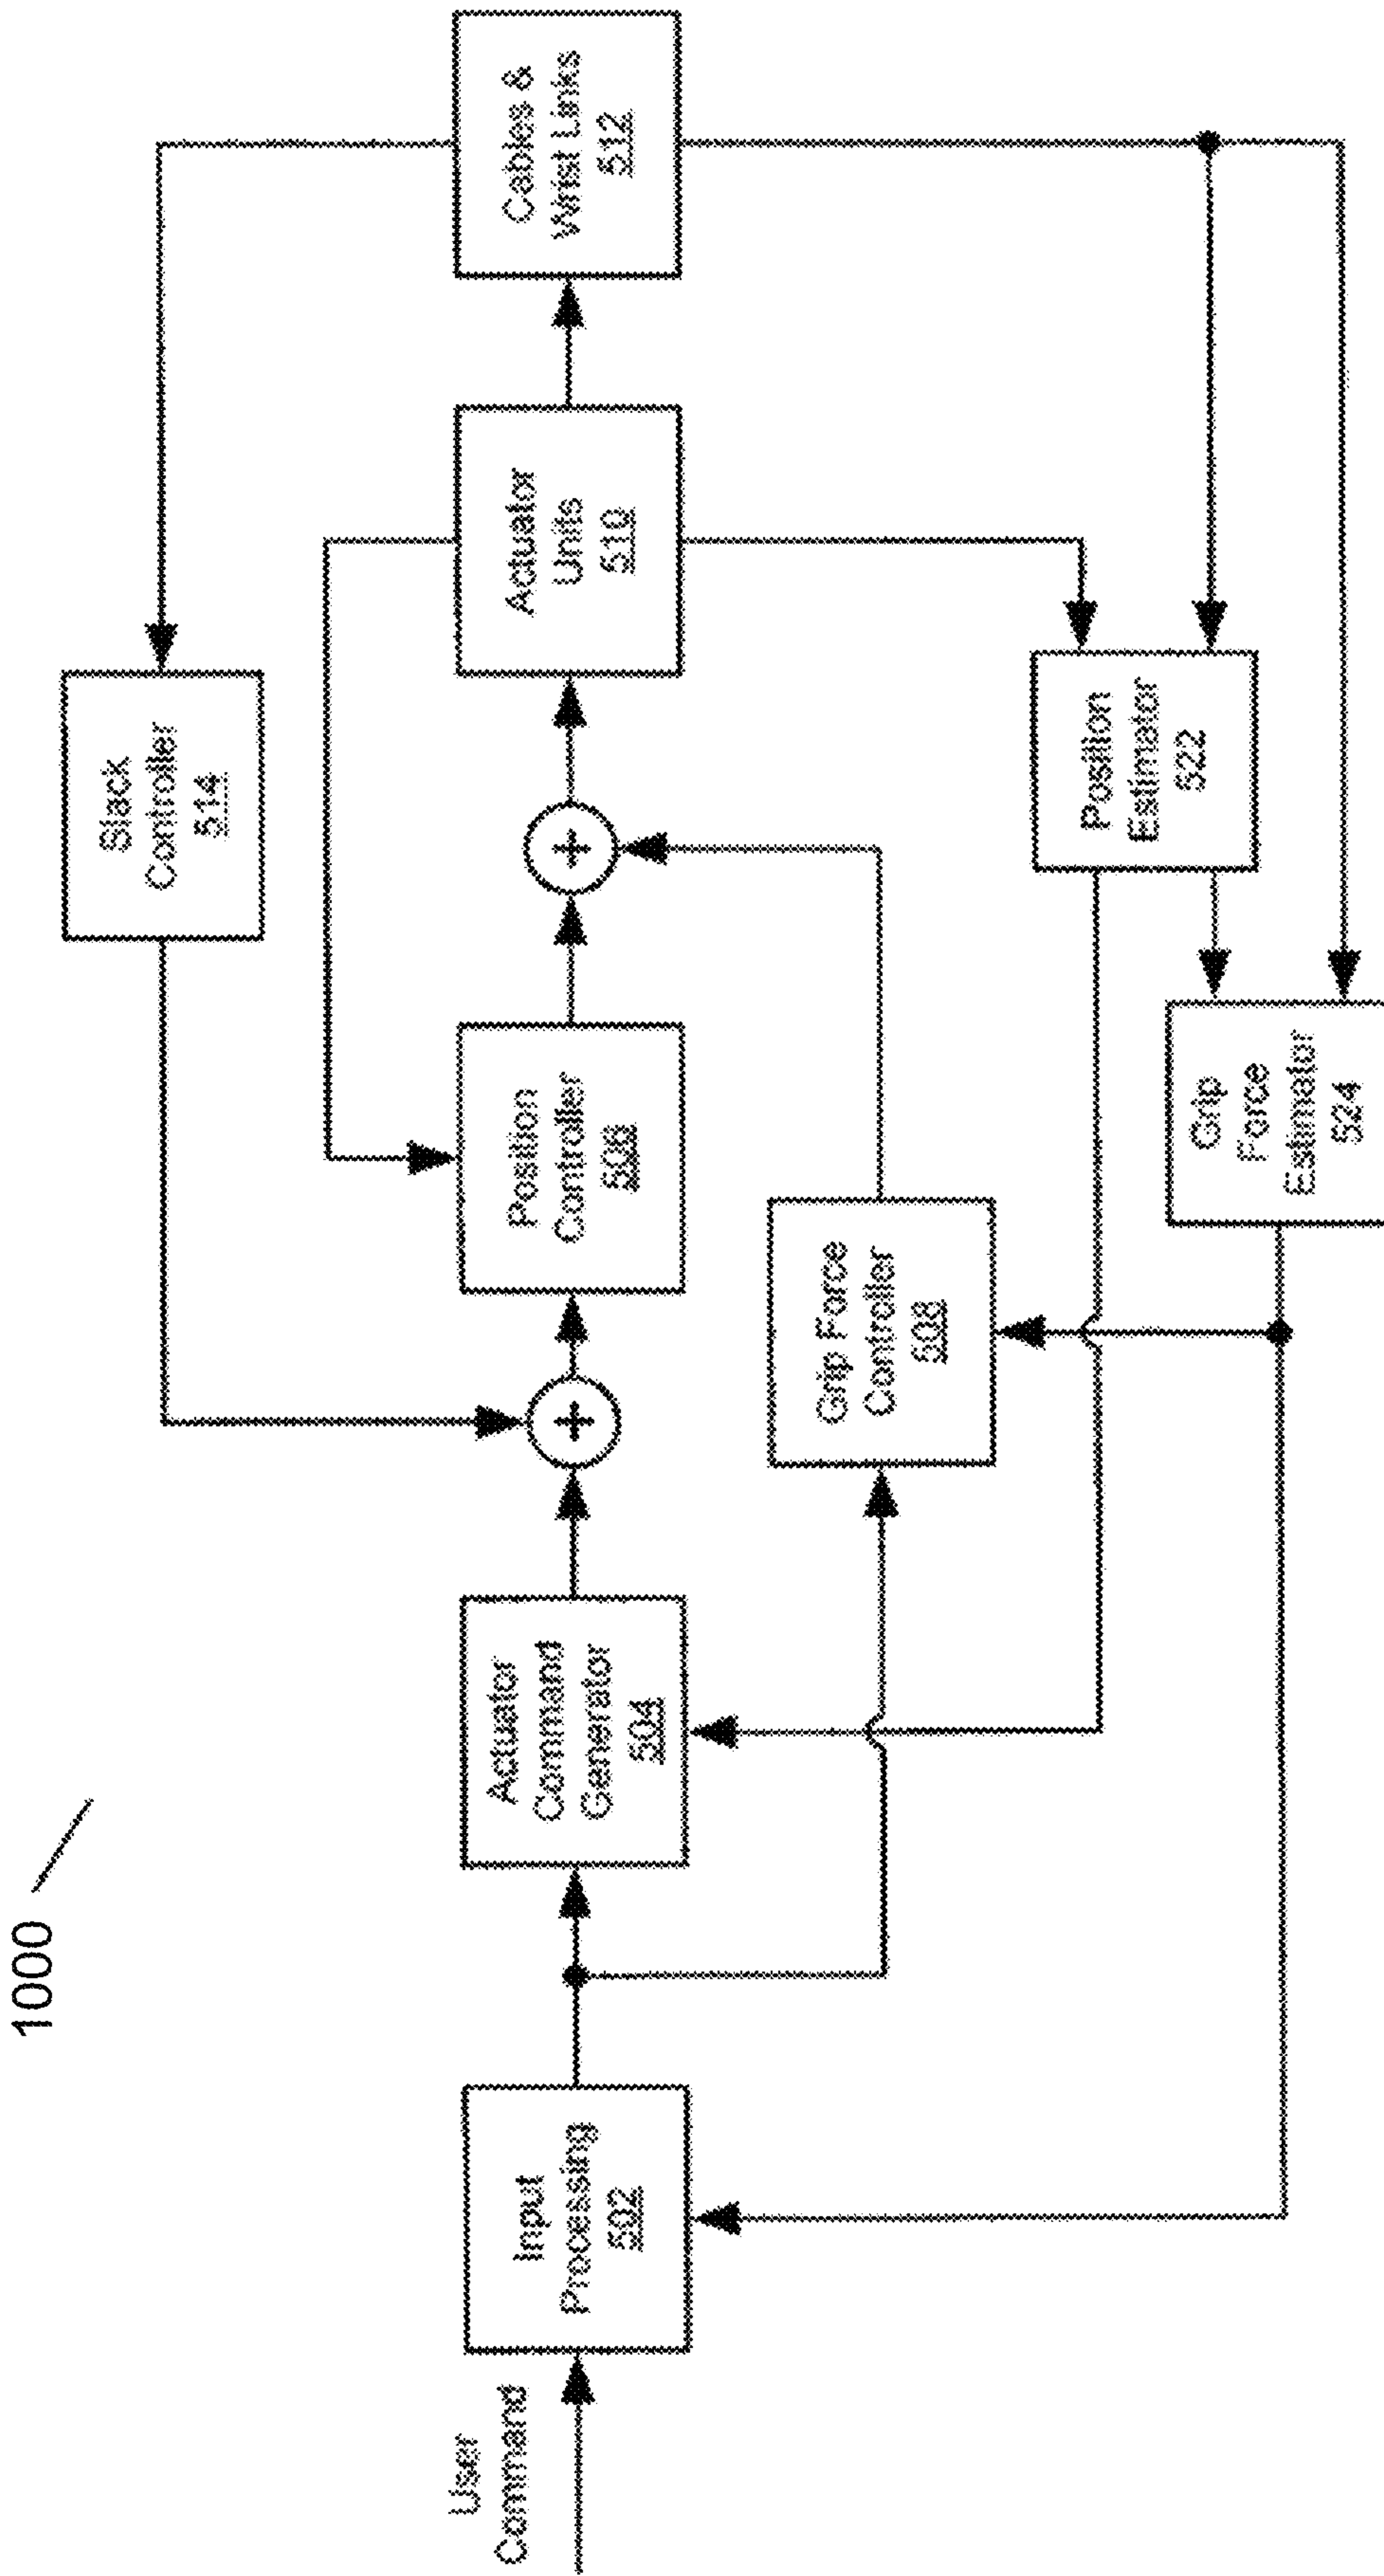 1000
User
Command
Input
Processing
502
Actuator
Command
Generator
504
Position
Controller
506
Actuator
Units
510
Cables &
Wrist Links
512
Slack
Controller
514
Grip Force
Controller
508
Position
Estimator
522
Grip
Force
Estimator
524